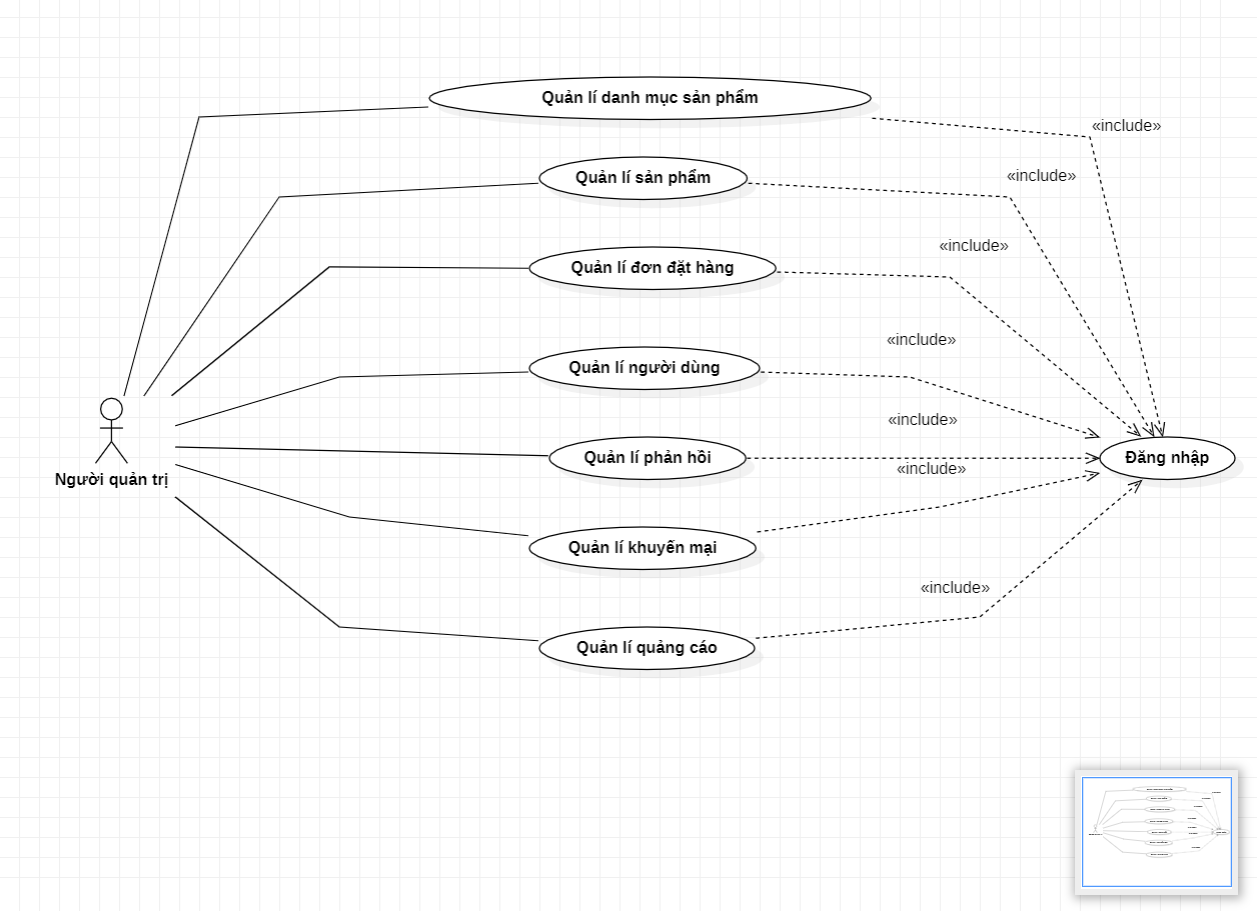 Quản lí danh mục sản phẩm
«include»
Quản lí sản phẩm
«include»
Quản lí đơn đặt hàng
«include»
Quản lí người dùng
«include»
Quản lí phản hồi
«include»
Đăng nhập
«include»
Người quản trị
Quản lí khuyến mại
«include»
Quản lí quảng cáo